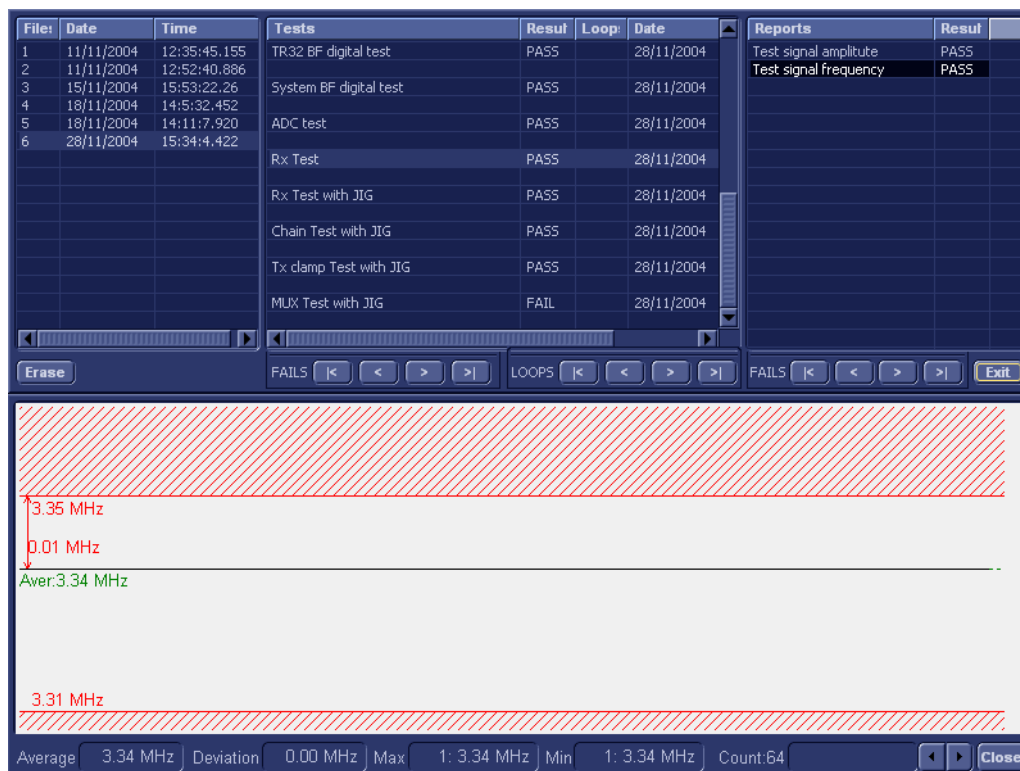 File: Date Time
1 11/11/2004 12:35:45.155
2 11/11/2004 12:52:40.886
3 15/11/2004 15:53:22.26
4 18/11/2004 14:5:32.452
5 18/11/2004 14:11:7.920
6 28/11/2004 15:34:4.422
Erase
Tests Resul Loop: Date
TR32 BF digital test PASS 28/11/2004
System BF digital test PASS 28/11/2004
ADC test PASS 28/11/2004
Rx Test PASS 28/11/2004
Rx Test with JIG PASS 28/11/2004
Chain Test with JIG PASS 28/11/2004
Tx clamp Test with JIG PASS 28/11/2004
MUX Test with JIG FAIL 28/11/2004
FAILS |< < > >| LOOPS |< < > >|
Reports Resul
Test signal amplitute PASS
Test signal frequency PASS
FAILS |< < > >| Exit
3.35 MHz
0.01 MHz
Aver:3.34 MHz
3.31 MHz
Average 3.34 MHz Deviation 0.00 MHz Max 1: 3.34 MHz Min 1: 3.34 MHz Count:64 Close